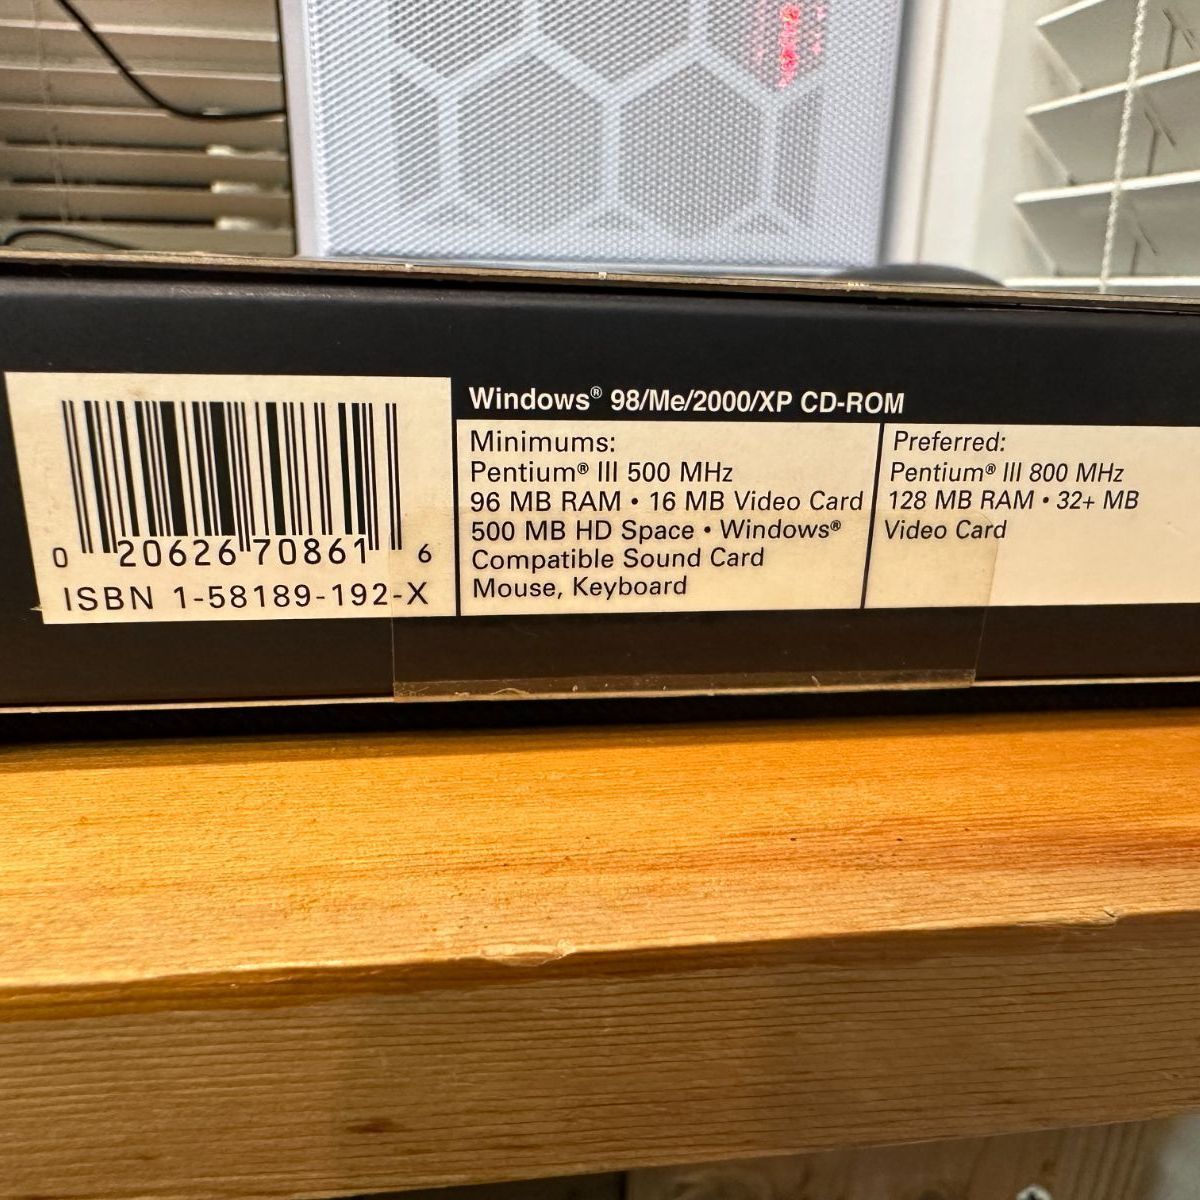 0 20626 70861 6
ISBN 1-58189-192-X
Windows® 98/Me/2000/XP CD-ROM
Minimums:
Pentium® III 500 MHz
96 MB RAM • 16 MB Video Card
500 MB HD Space • Windows®
Compatible Sound Card
Mouse, Keyboard
Preferred:
Pentium® III 800 MHz
128 MB RAM • 32+ MB
Video Card